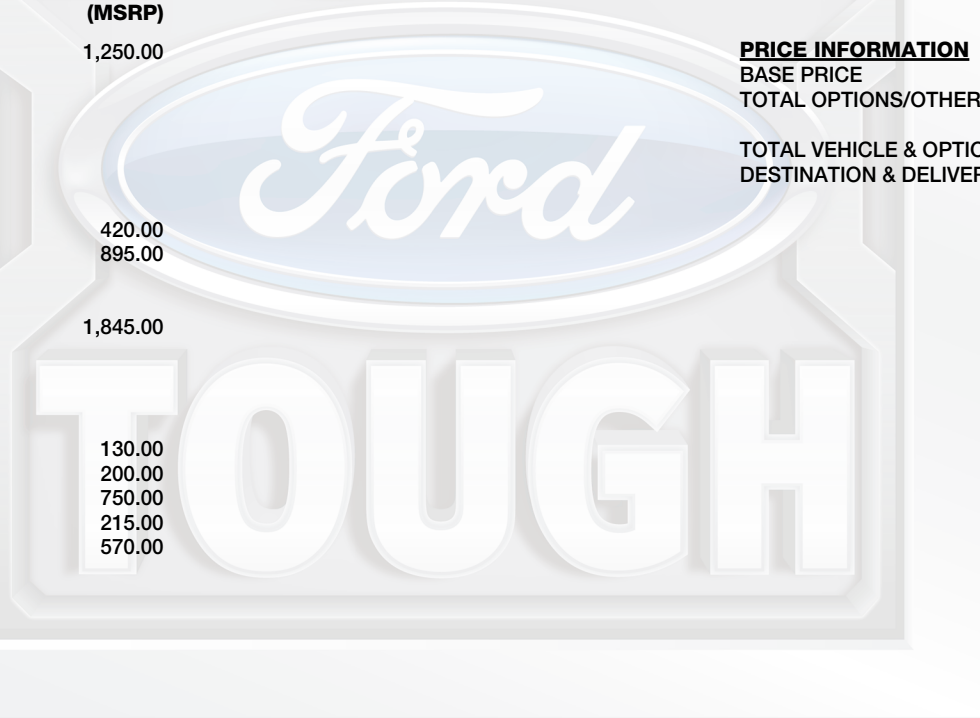 (MSRP)
1,250.00
420.00
895.00
1,845.00
130.00
200.00
750.00
215.00
570.00
PRICE INFORMATION
BASE PRICE
TOTAL OPTIONS/OTHER
TOTAL VEHICLE & OPTIO
DESTINATION & DELIVER
Ford
TOUGH